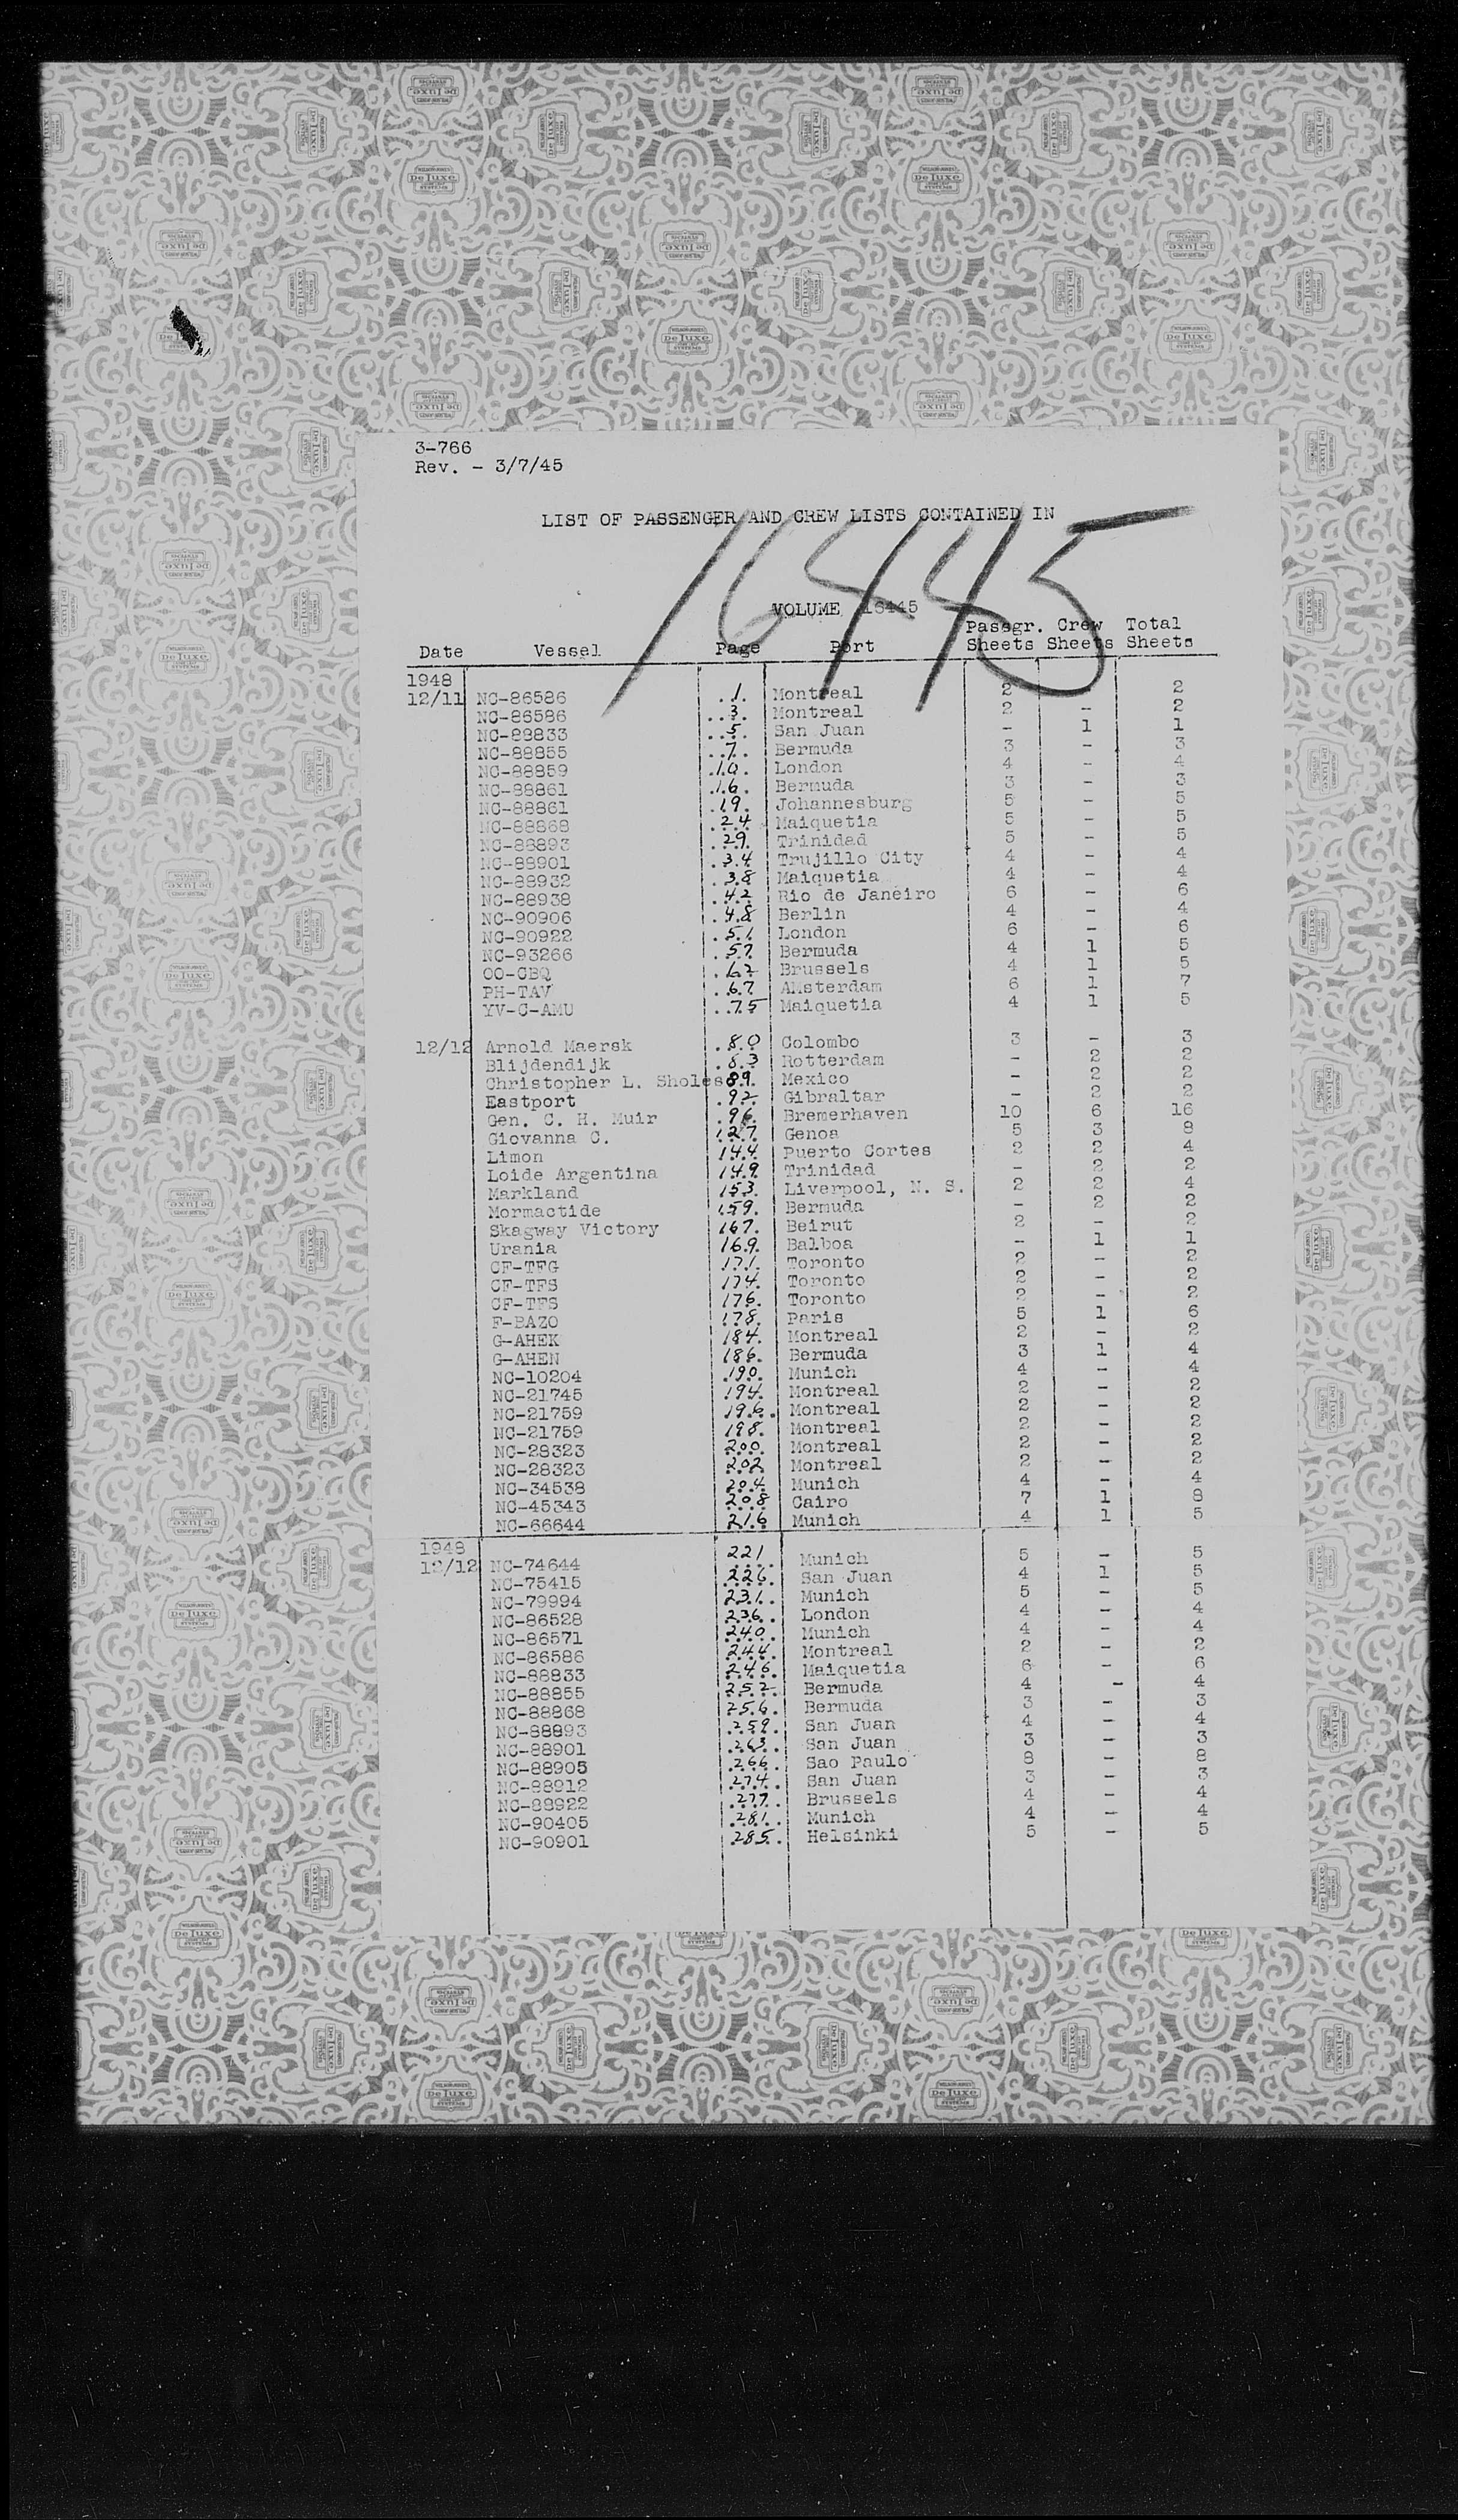 3-766
Rev. - 3/7/45
LIST OF PASSENGER AND CREW LISTS CONTAINED IN
16445
VOLUME 16445
Date Vessel Page Port Passgr. Sheets Crew Sheets Total Sheets
1948
12/11 NC-86586 1 Montreal 2 2
NC-86586 3 Montreal 2 - 2
NC-88833 5 San Juan - 1 1
NC-88855 7 Bermuda 3 - 3
NC-88859 10 London 4 - 4
NC-88861 16 Bermuda 3 - 3
NC-88861 19 Johannesburg 5 - 5
NC-88868 24 Maiquetia 5 - 5
NC-88893 29 Trinidad 5 - 5
NC-88901 34 Trujillo City 4 - 4
NC-88932 38 Maiquetia 4 - 4
NC-88938 42 Rio de Janeiro 6 - 6
NC-90906 48 Berlin 4 - 4
NC-90922 51 London 6 - 6
NC-93266 57 Bermuda 4 1 5
OO-CBQ 62 Brussels 4 1 5
PH-TAV 67 Amsterdam 6 1 7
YV-C-AMU 75 Maiquetia 4 1 5
12/12 Arnold Maersk 80 Colombo 3 - 3
Blijdendijk 83 Rotterdam - 2 2
Christopher L. Sholes 89 Mexico - 2 2
Eastport 92 Gibraltar - 2 2
Gen. C. H. Muir 96 Bremerhaven 10 6 16
Giovanna C. 127 Genoa 5 3 8
Limon 144 Puerto Cortes 2 2 4
Loide Argentina 149 Trinidad - 2 2
Markland 153 Liverpool, N. S. 2 2 4
Mormactide 159 Bermuda - 2 2
Skagway Victory 167 Beirut 2 - 2
Urania 169 Balboa - 1 1
CF-TFG 171 Toronto 2 - 2
CF-TFS 174 Toronto 2 - 2
CF-TFS 176 Toronto 2 - 2
F-BAZO 178 Paris 5 1 6
G-AHEK 184 Montreal 2 - 2
G-AHEN 186 Bermuda 3 1 4
NC-10204 190 Munich 4 - 4
NC-21745 194 Montreal 2 - 2
NC-21759 196 Montreal 2 - 2
NC-21759 198 Montreal 2 - 2
NC-28323 200 Montreal 2 - 2
NC-28323 202 Montreal 2 - 2
NC-34538 204 Munich 4 - 4
NC-45343 208 Cairo 7 1 8
NC-66644 216 Munich 4 1 5
1948
12/12 NC-74644 221 Munich 5 - 5
NC-75415 226 San Juan 4 1 5
NC-79994 231 Munich 5 - 5
NC-86528 236 London 4 - 4
NC-86571 240 Munich 4 - 4
NC-86586 244 Montreal 2 - 2
NC-88833 246 Maiquetia 6 - 6
NC-88855 252 Bermuda 4 - 4
NC-88868 256 Bermuda 3 - 3
NC-88893 259 San Juan 4 - 4
NC-88901 263 San Juan 3 - 3
NC-88905 266 Sao Paulo 8 - 8
NC-88912 274 San Juan 3 - 3
NC-88922 277 Brussels 4 - 4
NC-90405 281 Munich 4 - 4
NC-90901 285 Helsinki 5 - 5